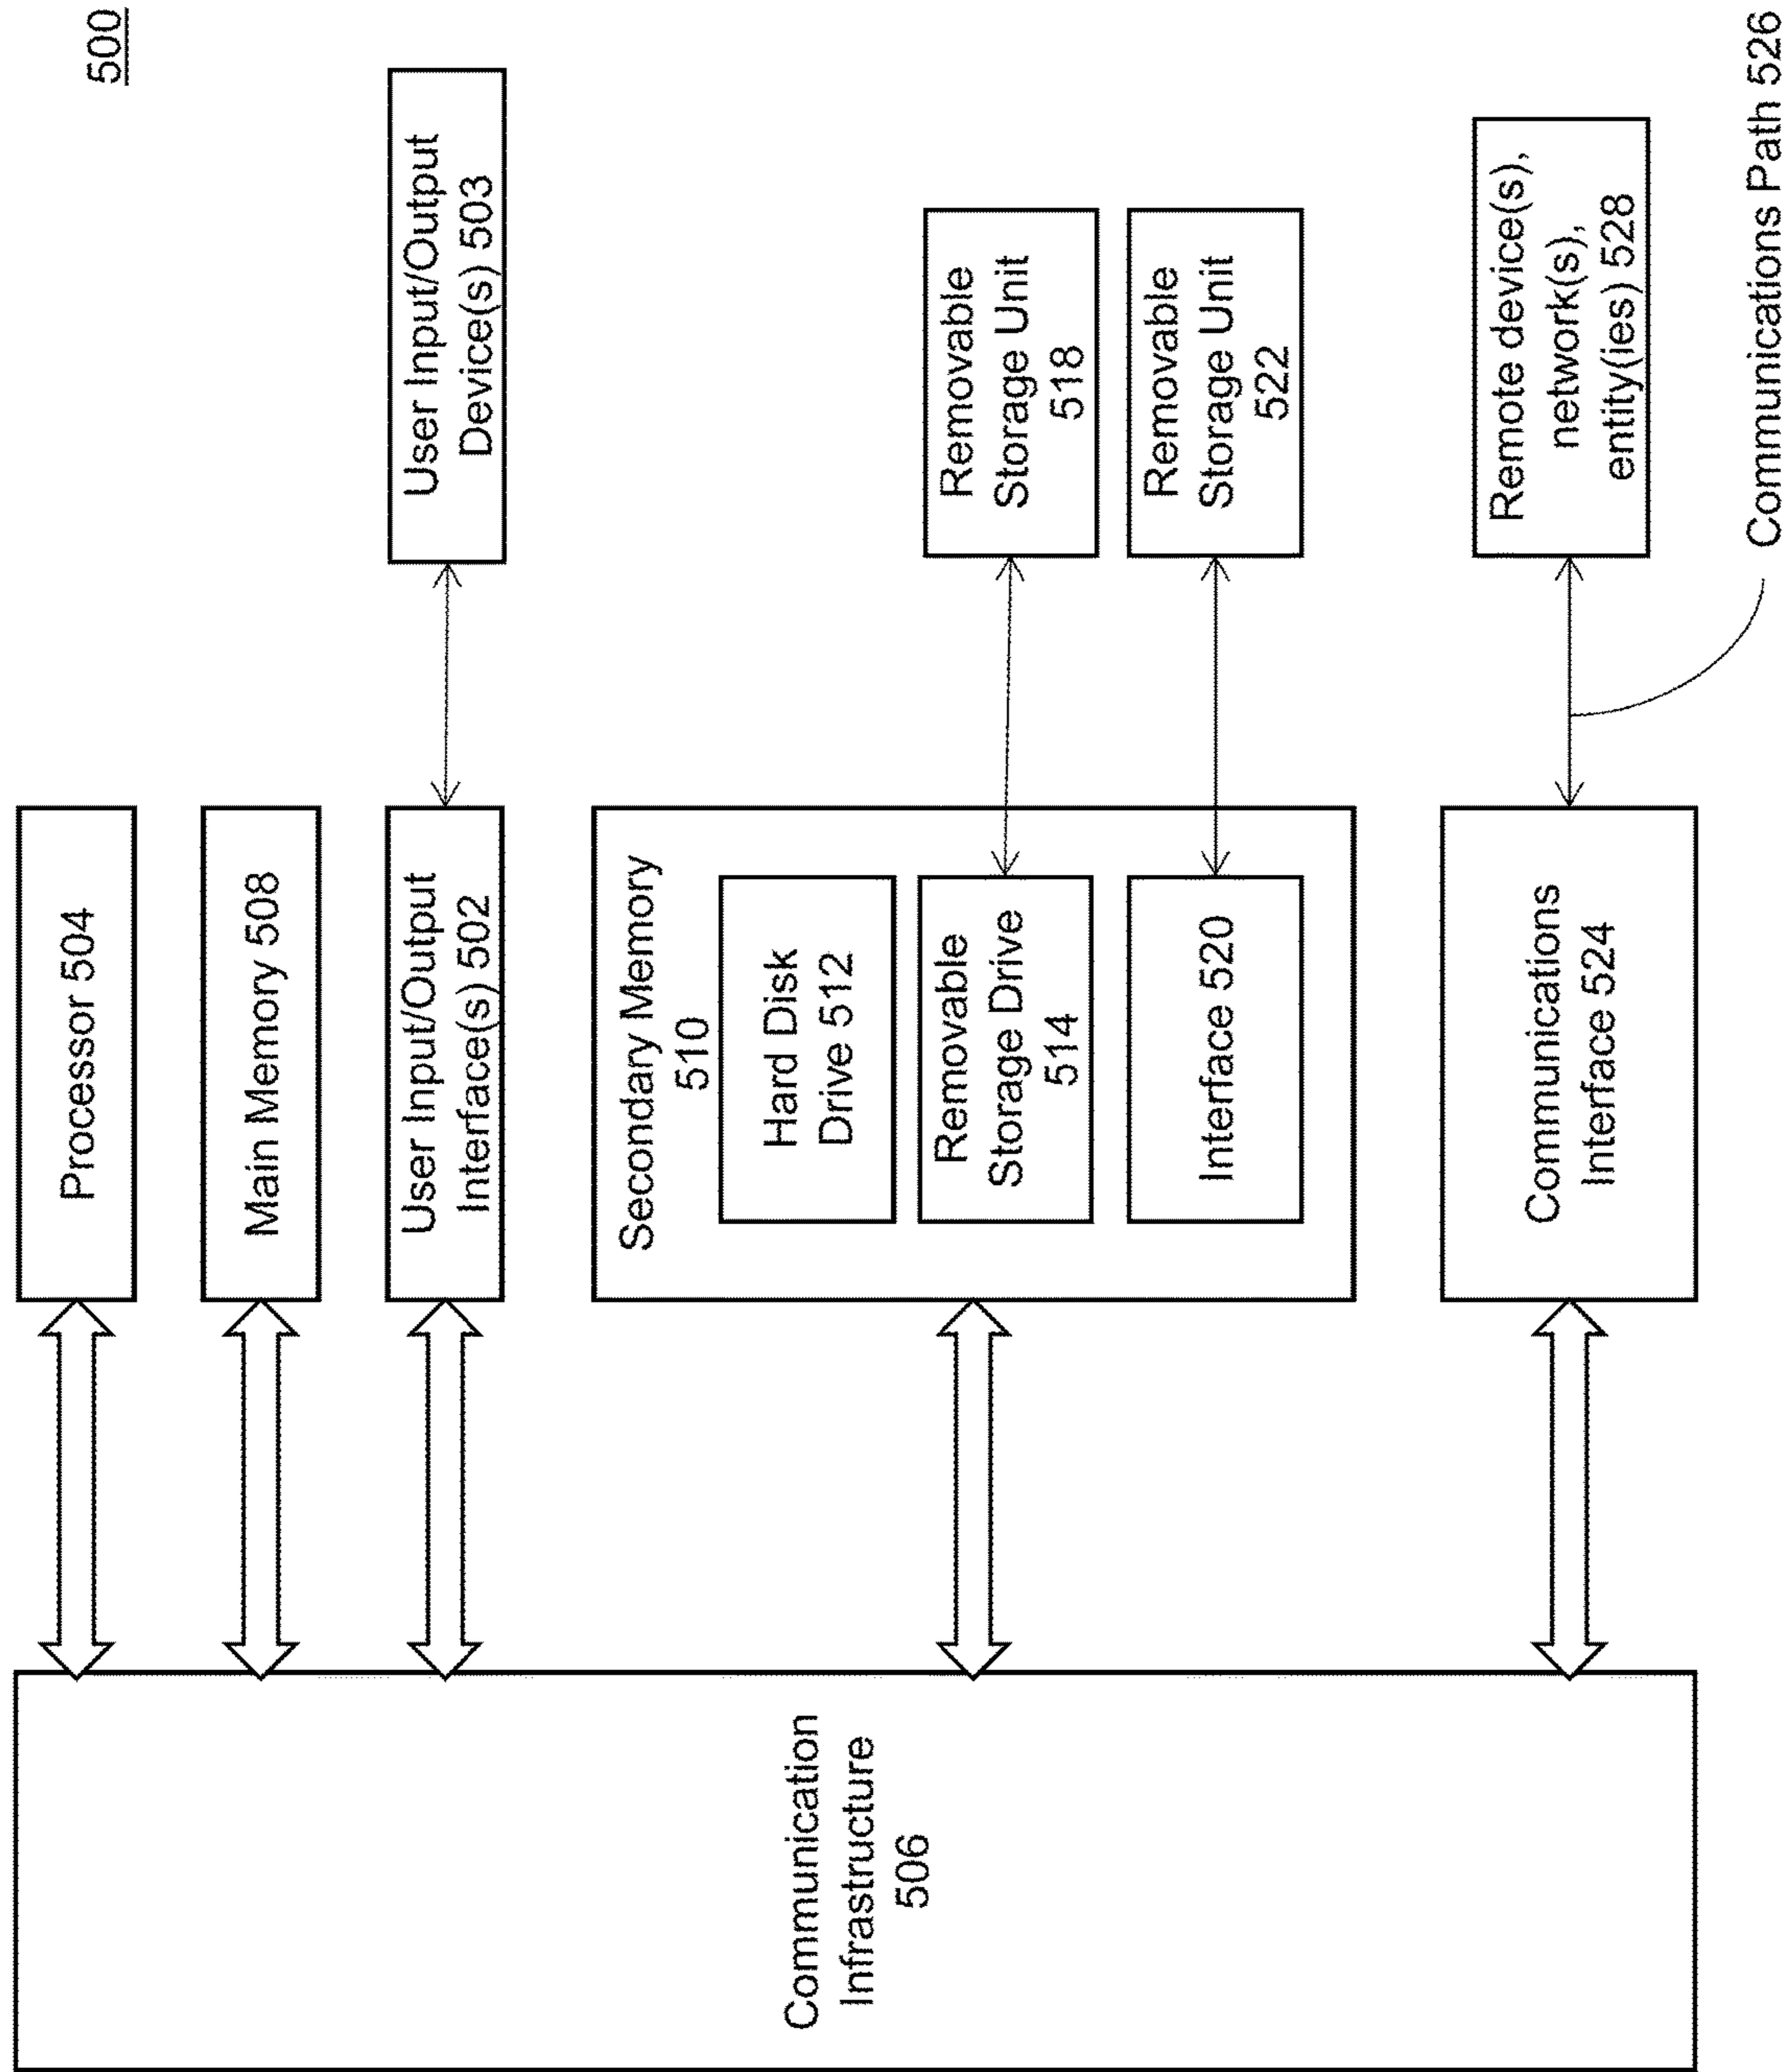 500
Processor 504
Main Memory 508
User Input/Output
Interface(s) 502
User Input/Output
Device(s) 503
Secondary Memory
510
Hard Disk
Drive 512
Removable
Storage Drive
514
Removable
Storage Unit
518
Interface 520
Removable
Storage Unit
522
Communication
Infrastructure
506
Communications
Interface 524
Remote device(s),
network(s),
entity(ies) 528
Communications Path 526